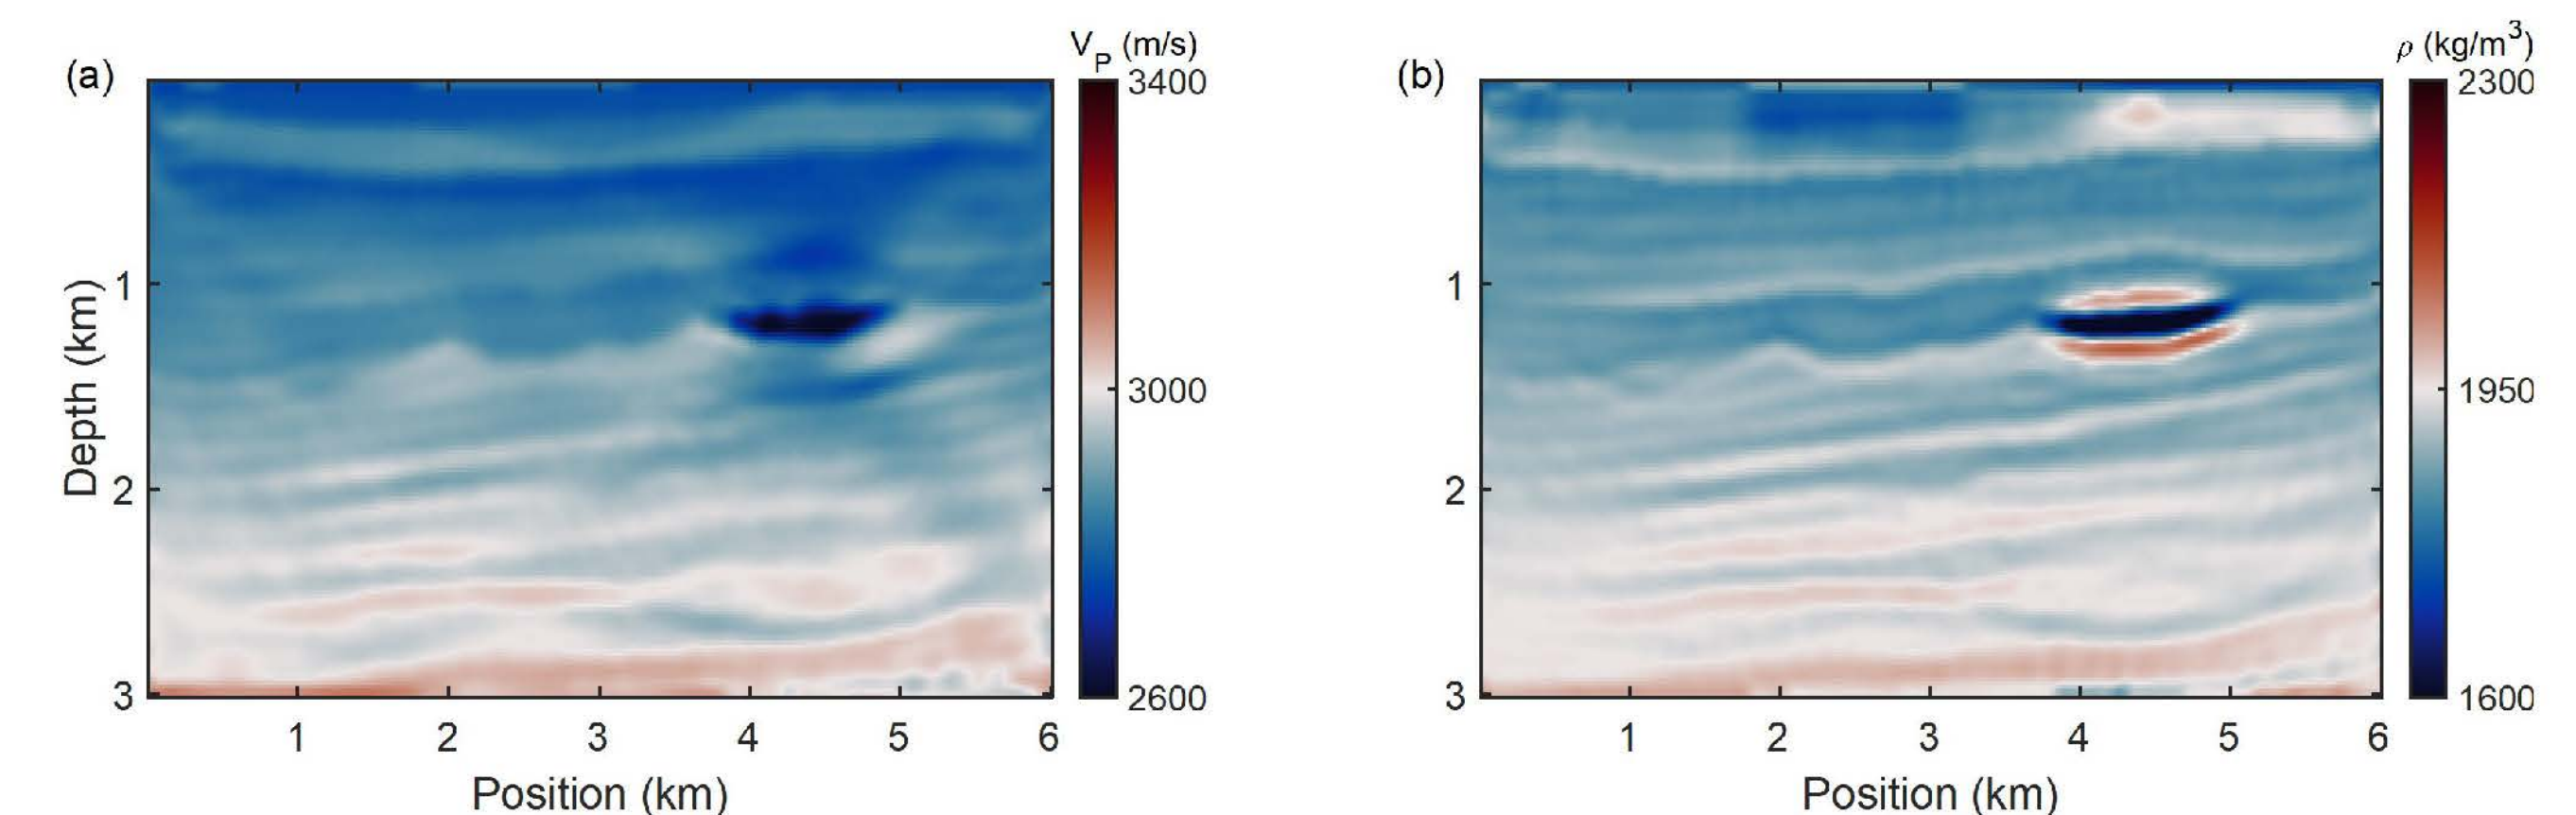 (a)
V_P (m/s)
3400
3000
2600
Depth (km)
1
2
3
1 2 3 4 5 6
Position (km)
(b)
ρ (kg/m³)
2300
1950
1600
1
2
3
1 2 3 4 5 6
Position (km)